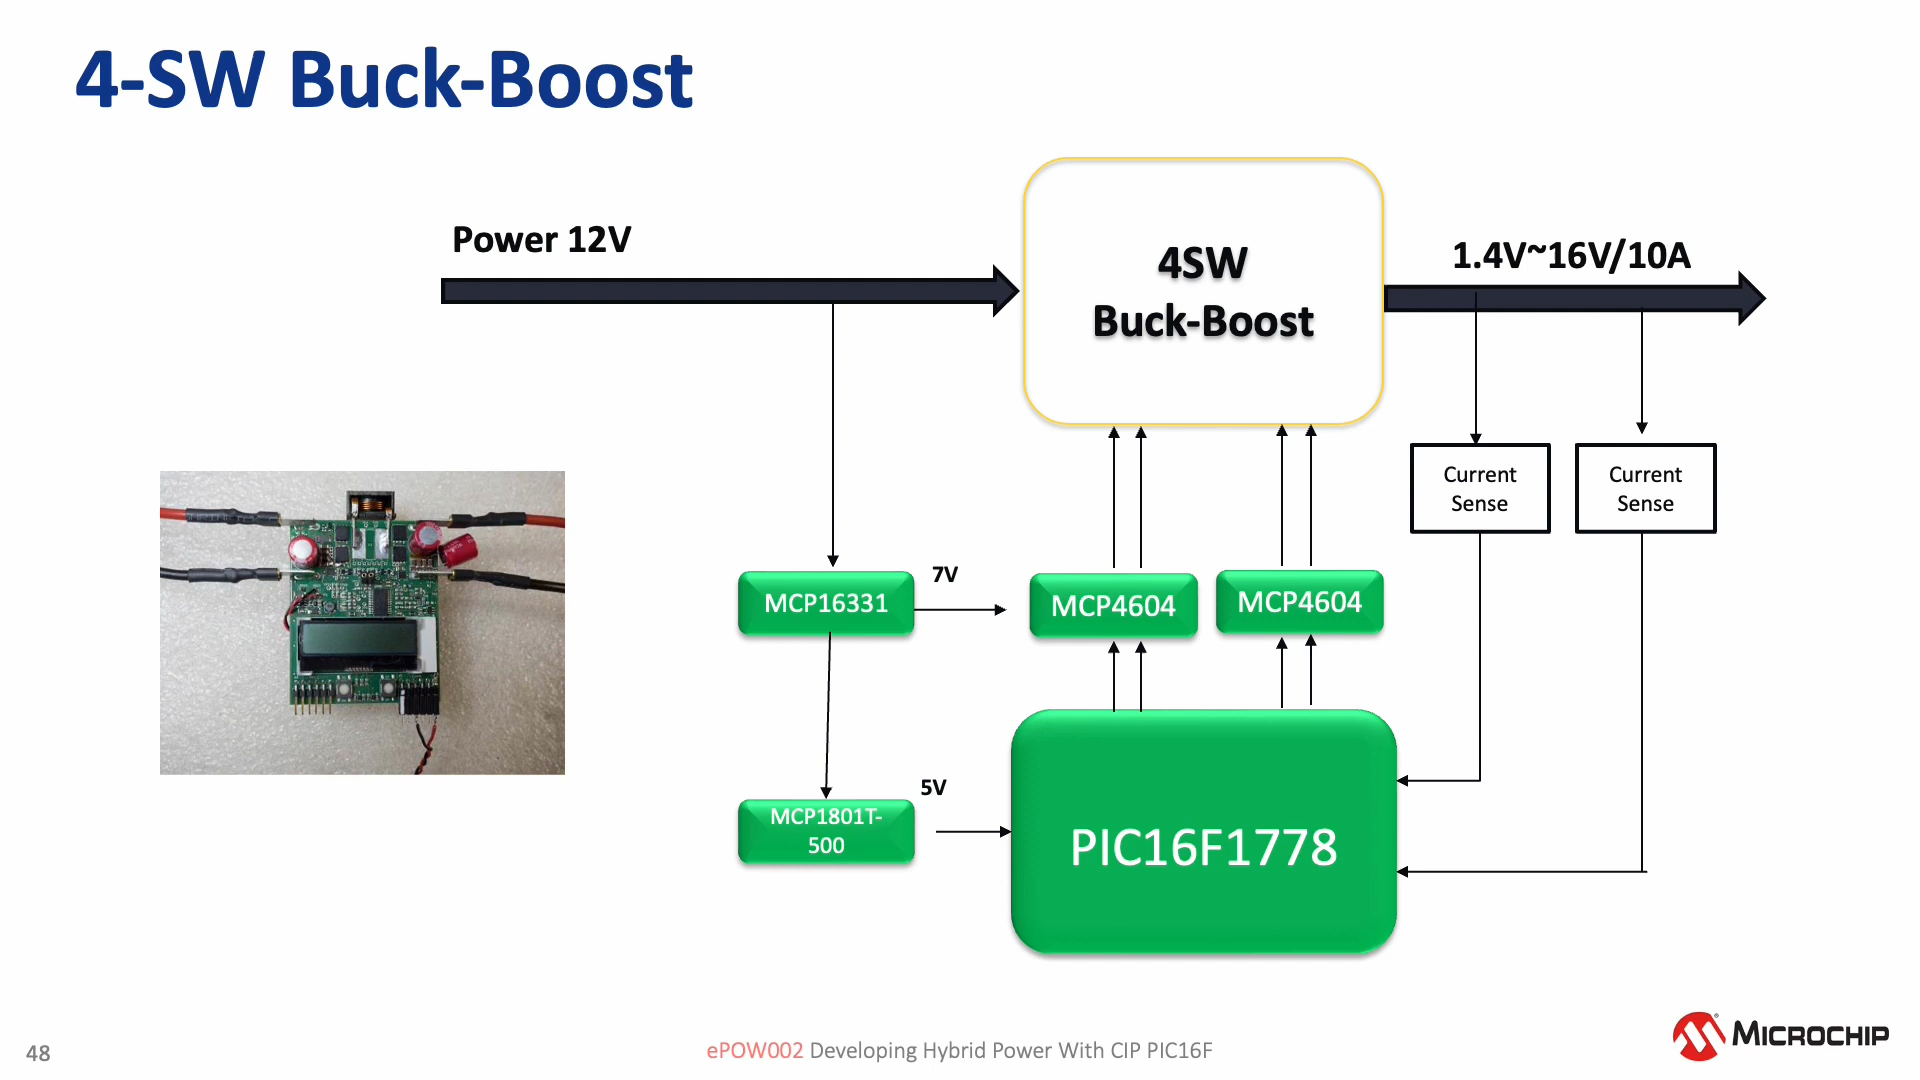 4-SW Buck-Boost
Power 12V
4SW
Buck-Boost
1.4V~16V/10A
Current
Sense
Current
Sense
MCP16331
7V
MCP4604
MCP4604
MCP1801T-
500
5V
PIC16F1778
48
ePOW002 Developing Hybrid Power With CIP PIC16F
MICROCHIP